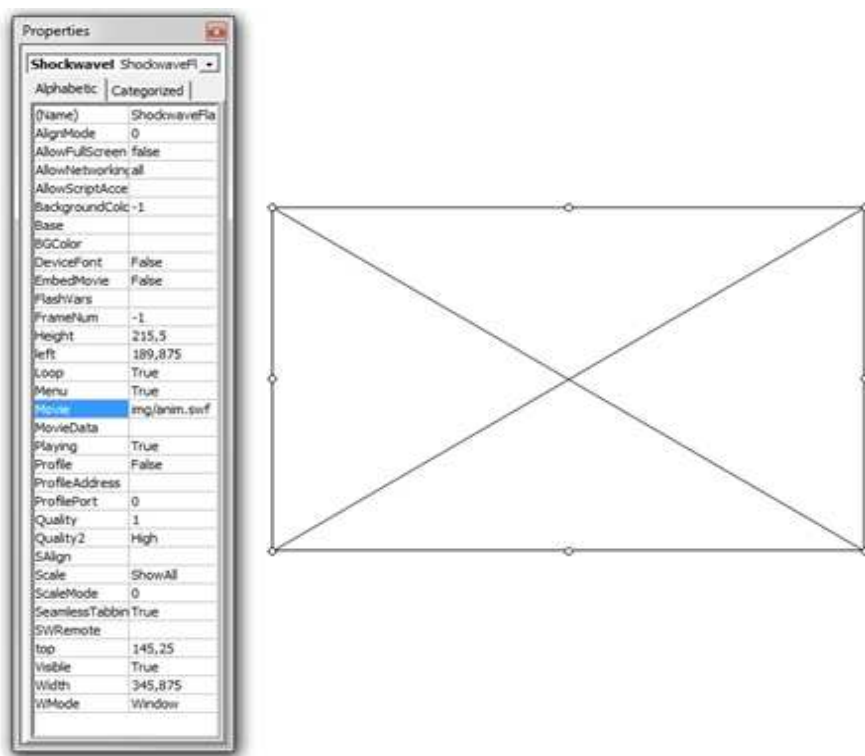 Properties
ShockwaveI ShockwaveFl
Alphabetic Categorized
(Name) ShockwaveFla
AlignMode 0
AllowFullScreen false
AllowNetworking all
AllowScriptAcce
BackgroundColc -1
Base
BGColor
DeviceFont False
EmbedMovie False
FlashVars
FrameNum -1
Height 215,5
left 189,875
Loop True
Menu True
Movie img/anim.swf
MovieData
Playing True
Profile False
ProfileAddress
ProfilePort 0
Quality 1
Quality2 High
SAlign
Scale ShowAll
ScaleMode 0
SeamlessTabbin True
SWRemote
top 145,25
Visible True
Width 345,875
WMode Window